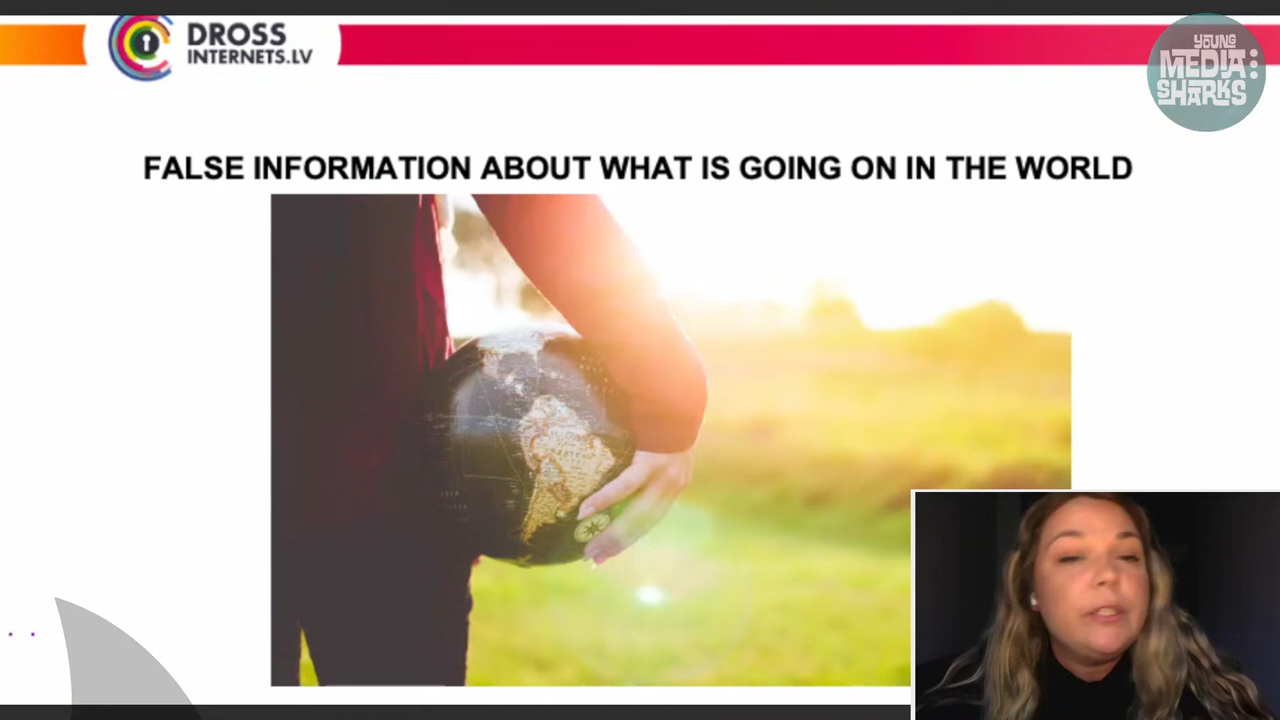 DROSS
INTERNETS.LV
YOUNG
MEDIA:
SHARKS
FALSE INFORMATION ABOUT WHAT IS GOING ON IN THE WORLD